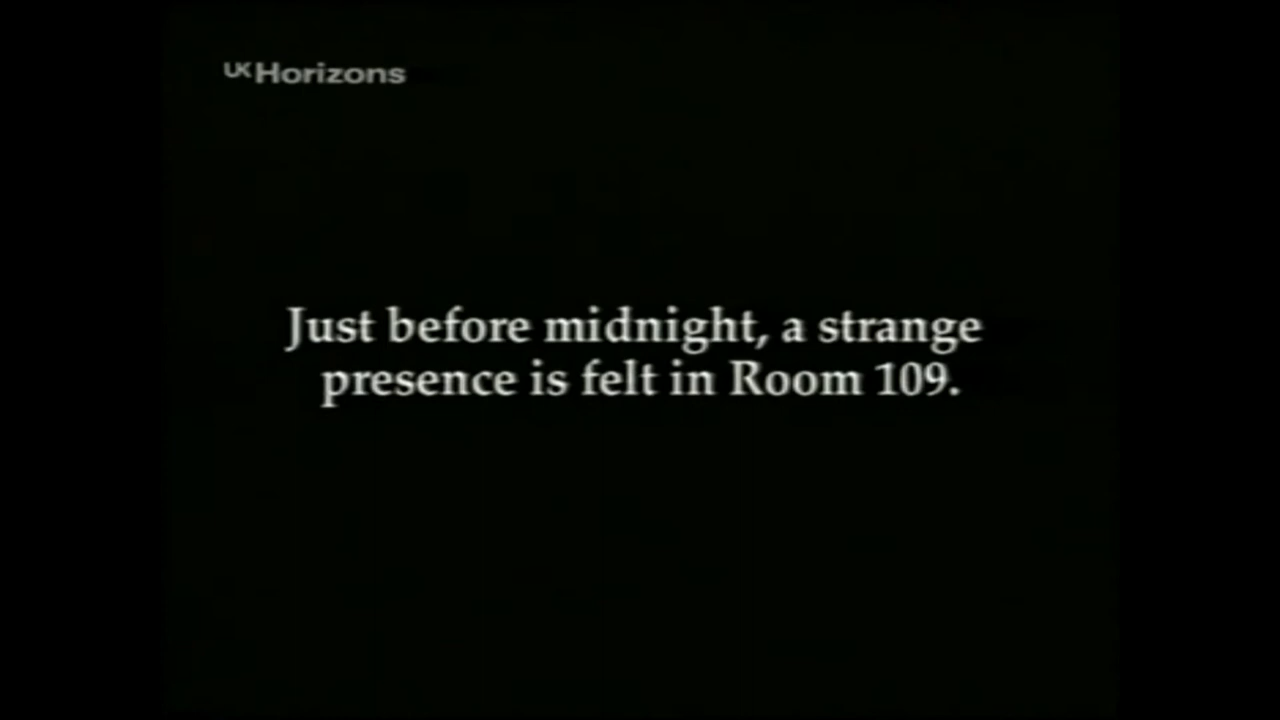 UK Horizons
Just before midnight, a strange
presence is felt in Room 109.